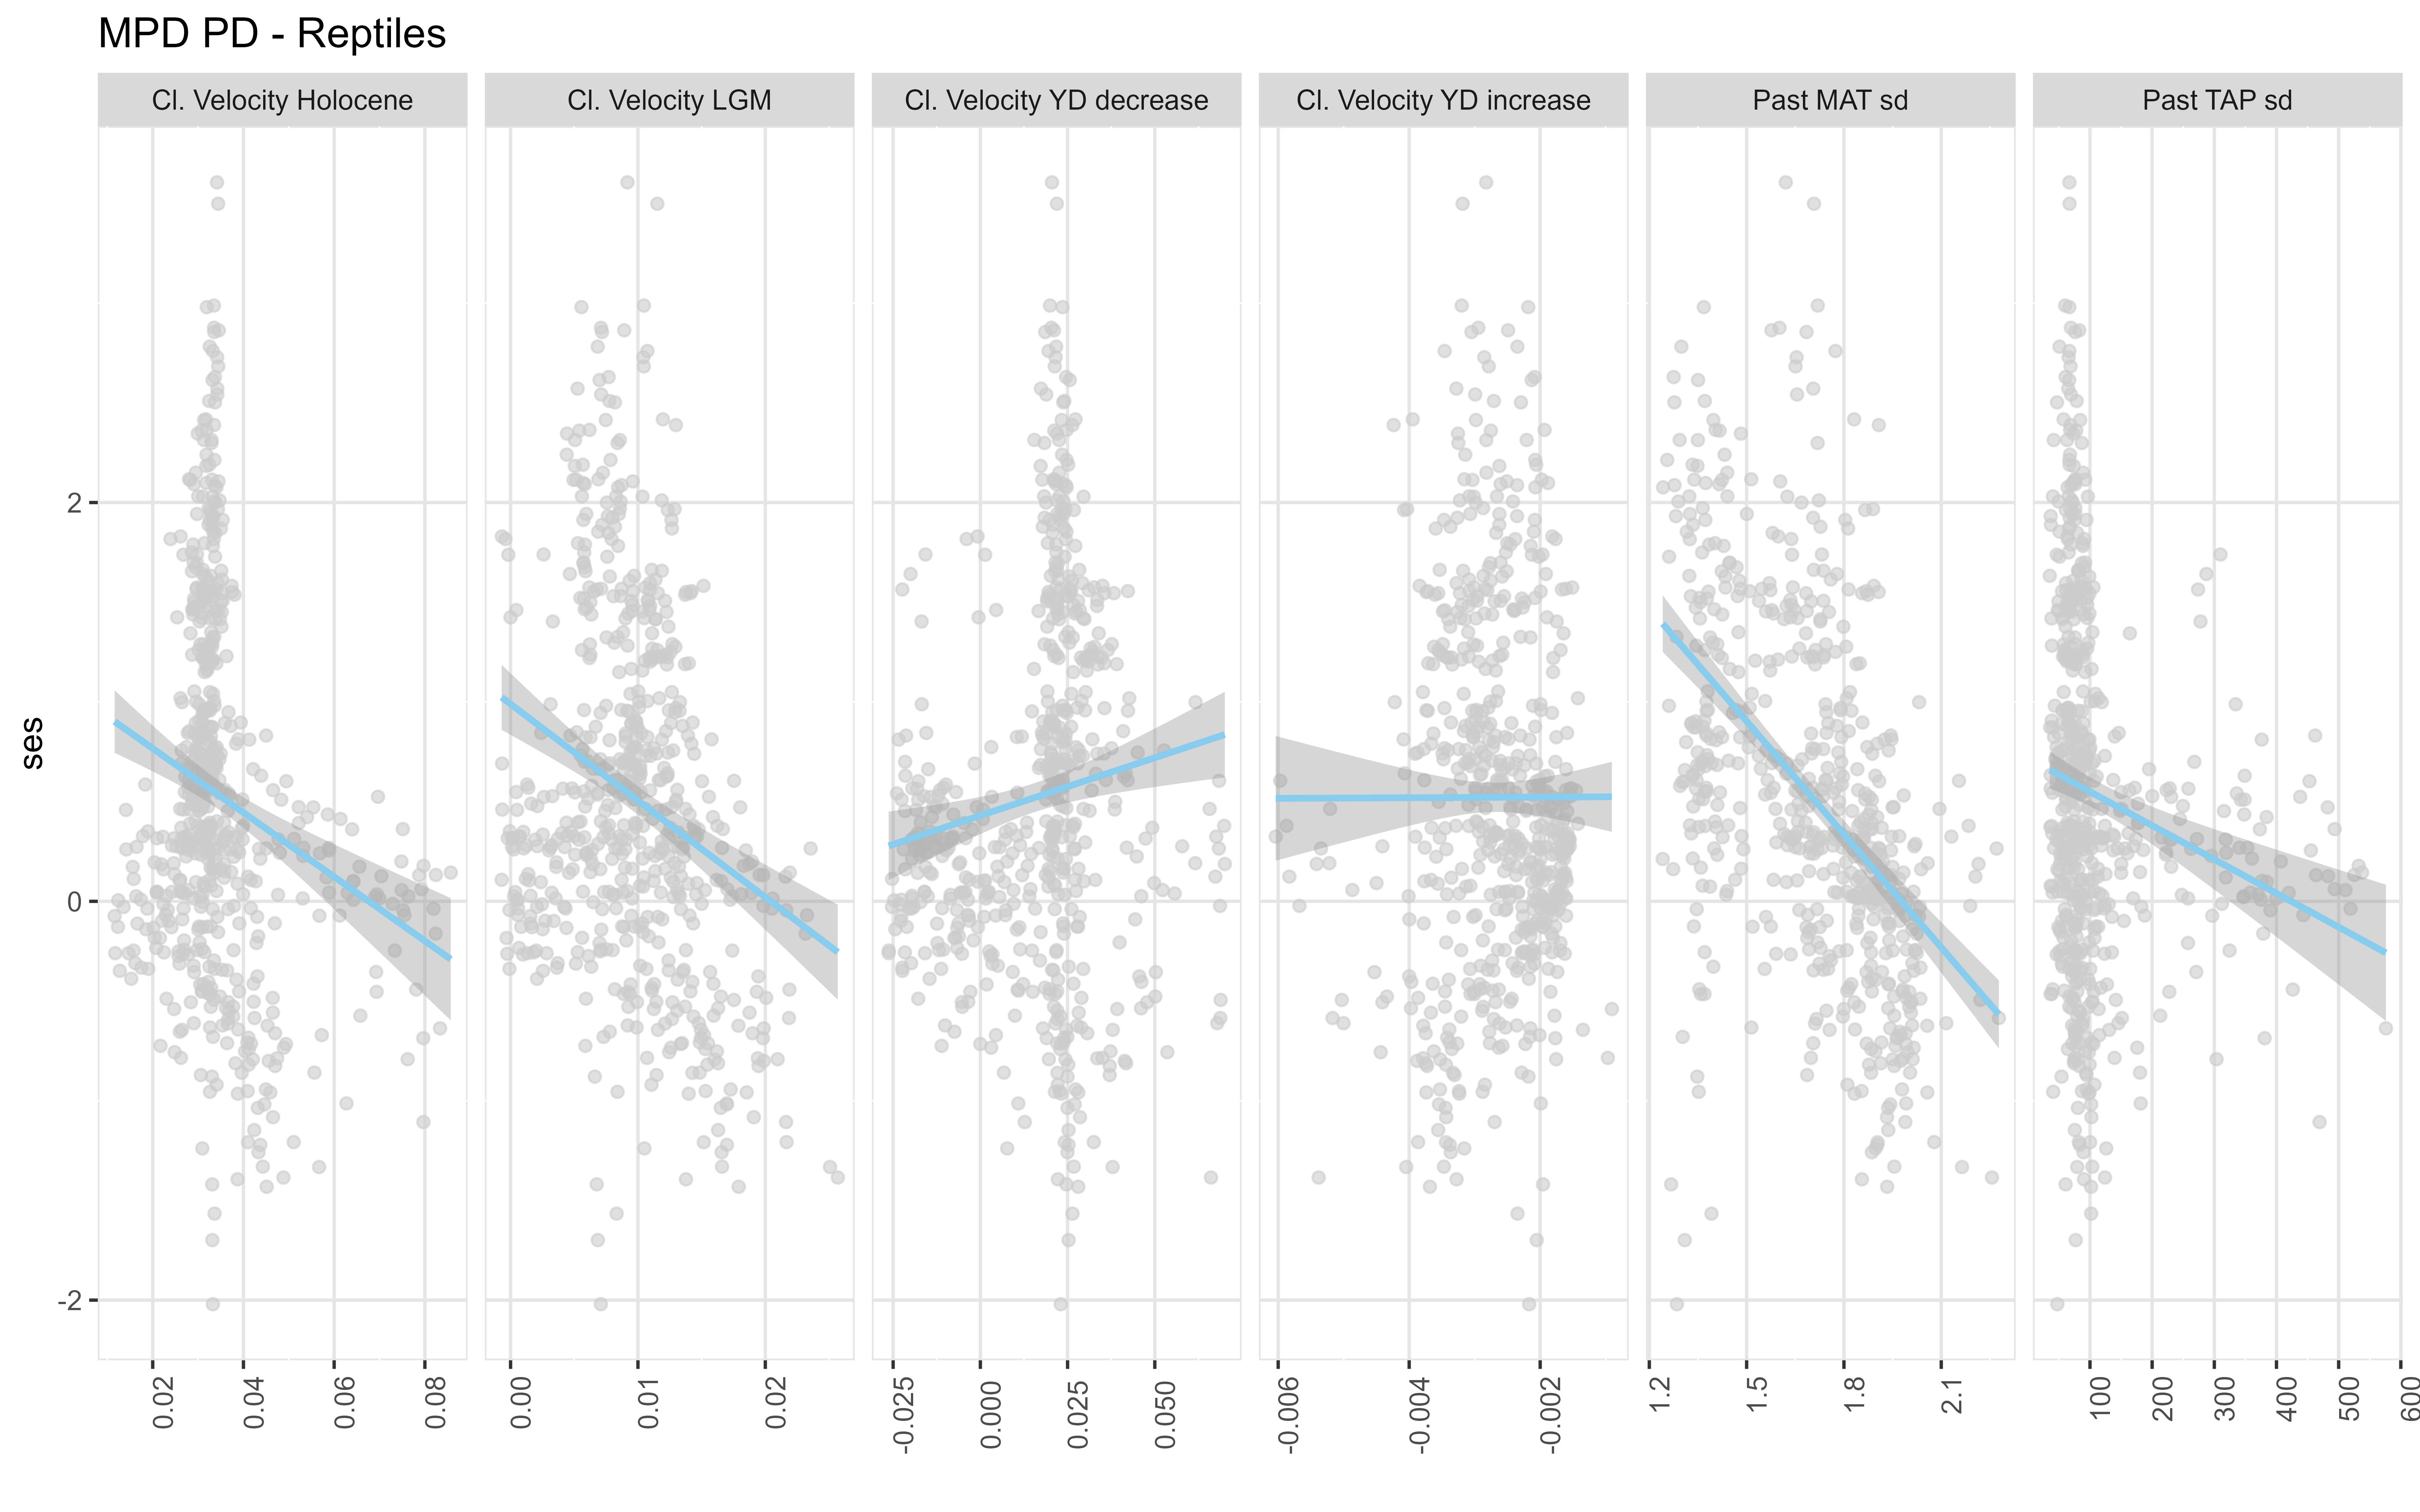 MPD PD - Reptiles
Cl. Velocity Holocene
Cl. Velocity LGM
Cl. Velocity YD decrease
Cl. Velocity YD increase
Past MAT sd
Past TAP sd
ses
2
0
-2
0.02 0.04 0.06 0.08
0.00 0.01 0.02
-0.025 0.000 0.025 0.050
-0.006 -0.004 -0.002
1.2 1.5 1.8 2.1
100 200 300 400 500 600